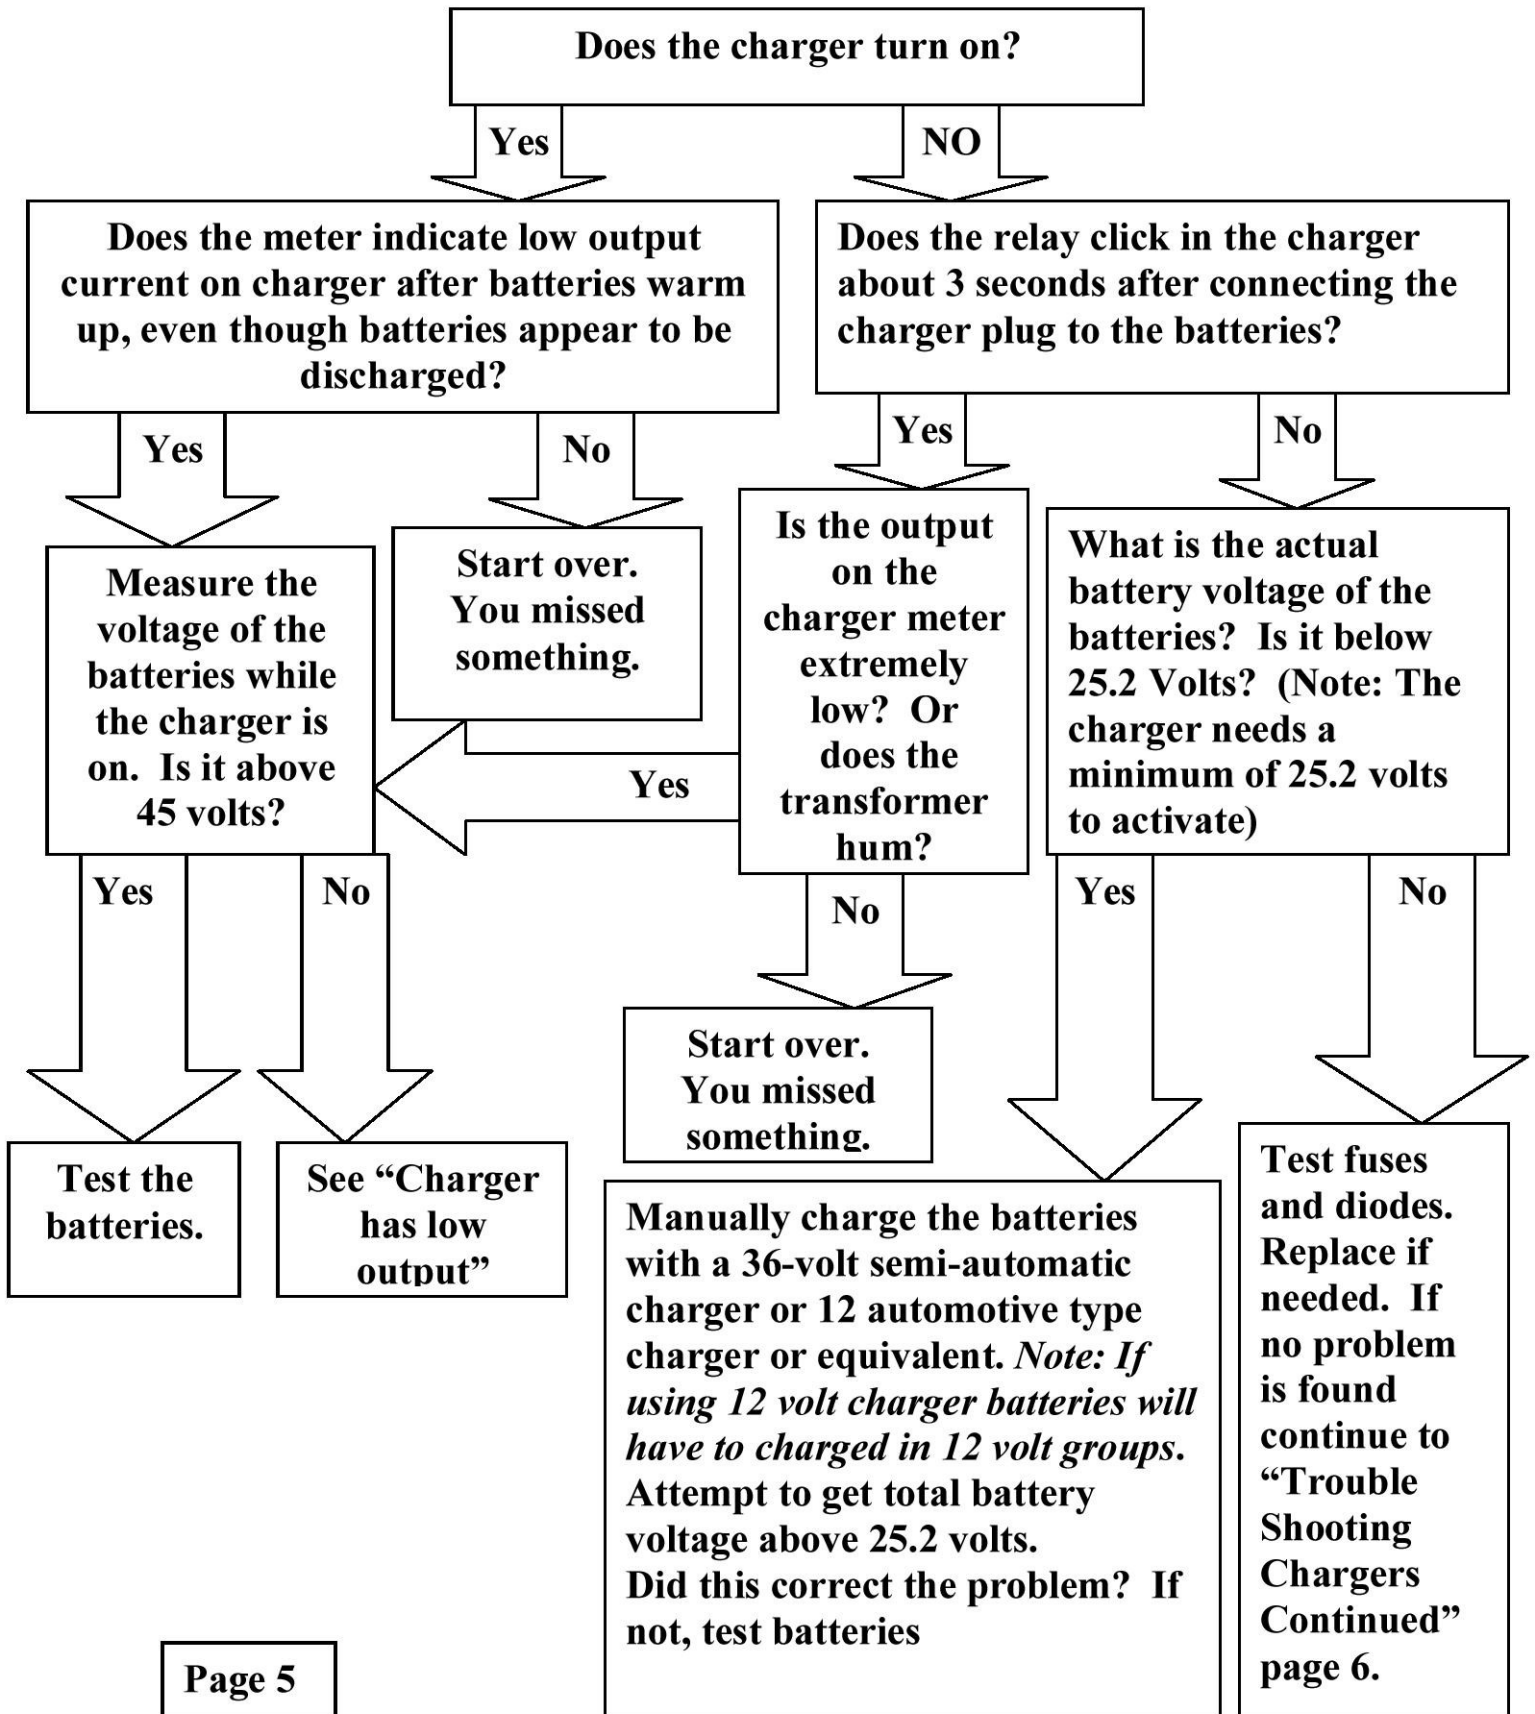 Does the charger turn on?
Yes
NO
Does the meter indicate low output
current on charger after batteries warm
up, even though batteries appear to be
discharged?
Does the relay click in the charger
about 3 seconds after connecting the
charger plug to the batteries?
Yes
No
Yes
No
Measure the
voltage of the
batteries while
the charger is
on. Is it above
45 volts?
Start over.
You missed
something.
Is the output
on the
charger meter
extremely
low? Or
does the
transformer
hum?
What is the actual
battery voltage of the
batteries? Is it below
25.2 Volts? (Note: The
charger needs a
minimum of 25.2 volts
to activate)
Yes
Yes
No
No
Yes
No
Start over.
You missed
something.
Test the
batteries.
See “Charger
has low
output”
Manually charge the batteries
with a 36-volt semi-automatic
charger or 12 automotive type
charger or equivalent. Note: If
using 12 volt charger batteries will
have to charged in 12 volt groups.
Attempt to get total battery
voltage above 25.2 volts.
Did this correct the problem? If
not, test batteries
Test fuses
and diodes.
Replace if
needed. If
no problem
is found
continue to
“Trouble
Shooting
Chargers
Continued”
page 6.
Page 5